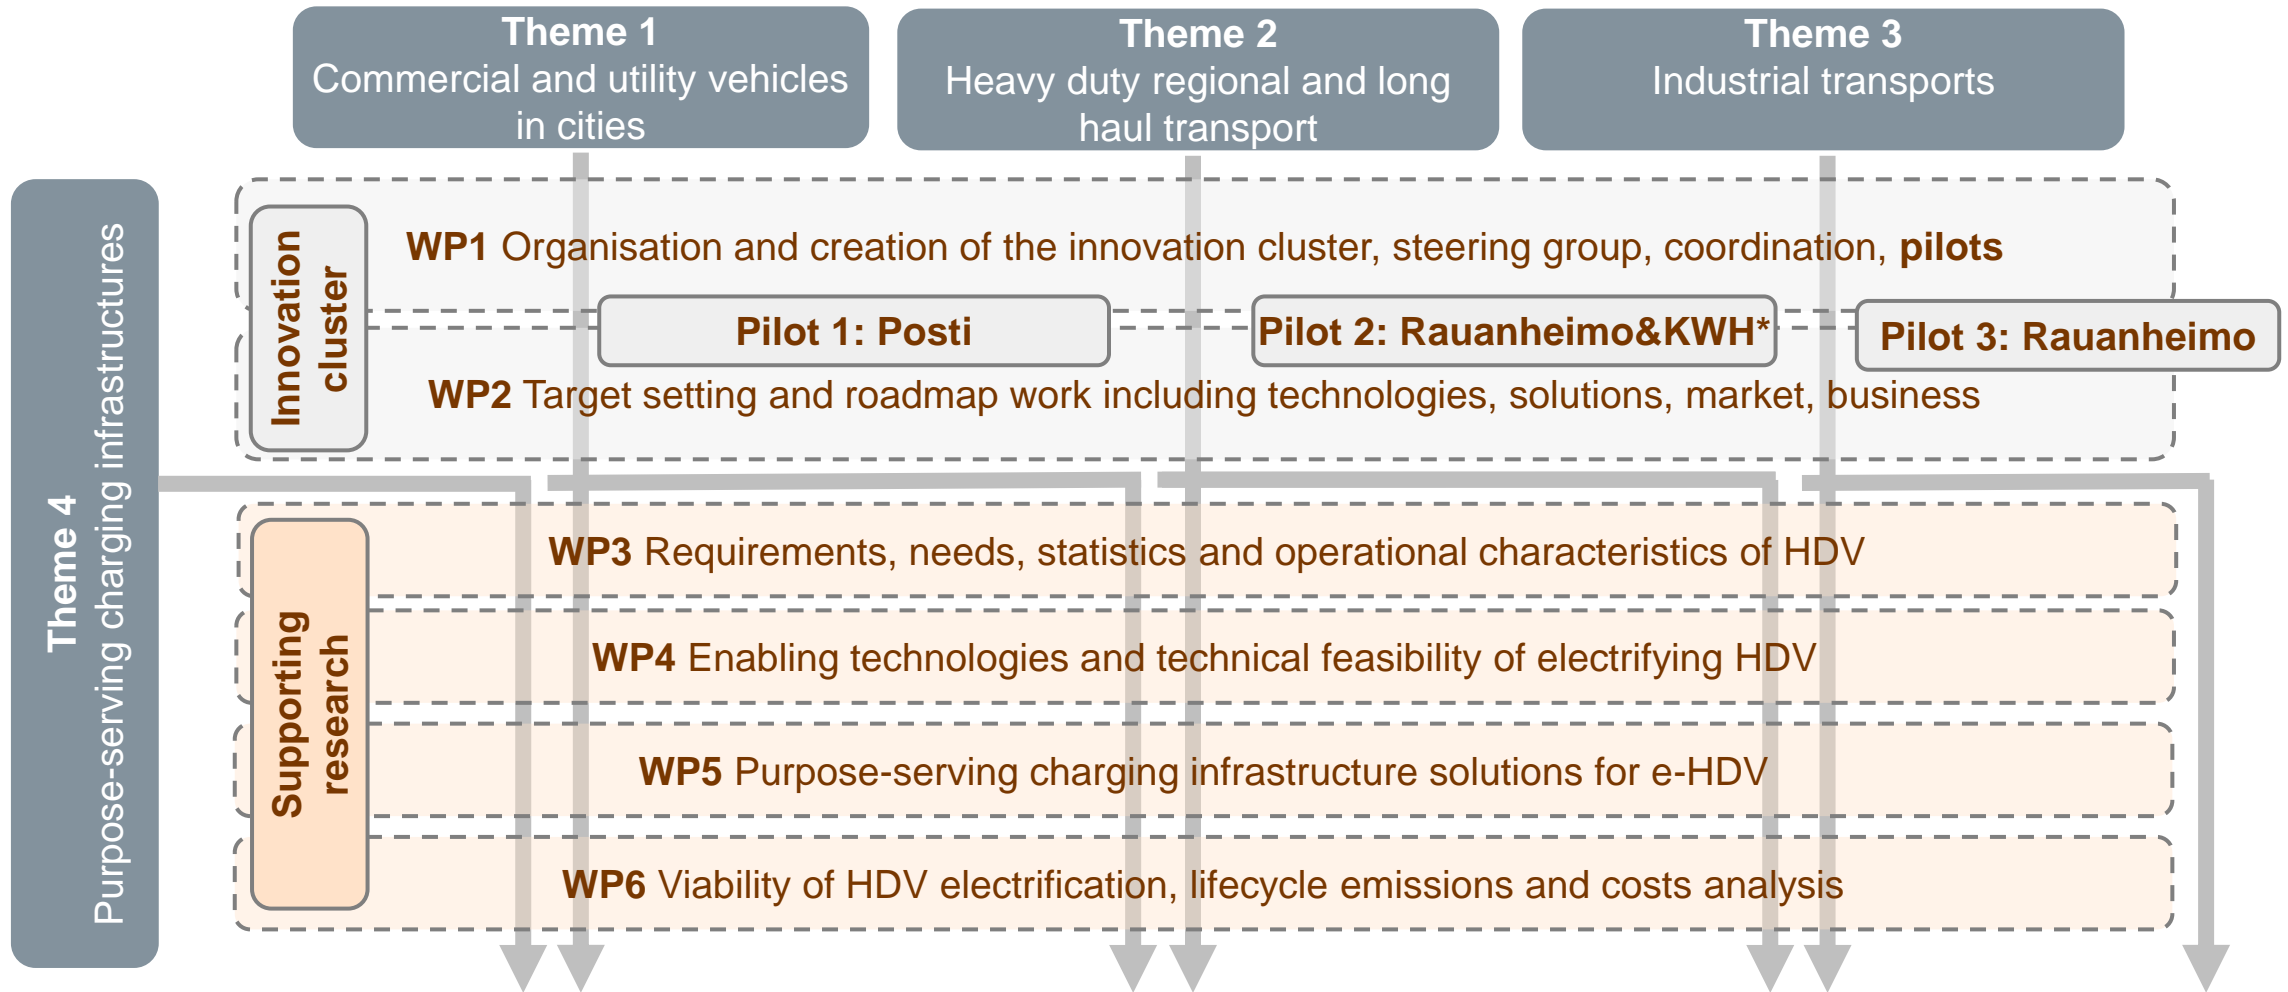 Theme 1
Commercial and utility vehicles
in cities
Theme 2
Heavy duty regional and long
haul transport
Theme 3
Industrial transports
Theme 4
Purpose-serving charging infrastructures
Innovation
cluster
WP1 Organisation and creation of the innovation cluster, steering group, coordination, pilots
Pilot 1: Posti
Pilot 2: Rauanheimo&KWH*
Pilot 3: Rauanheimo
WP2 Target setting and roadmap work including technologies, solutions, market, business
Supporting
research
WP3 Requirements, needs, statistics and operational characteristics of HDV
WP4 Enabling technologies and technical feasibility of electrifying HDV
WP5 Purpose-serving charging infrastructure solutions for e-HDV
WP6 Viability of HDV electrification, lifecycle emissions and costs analysis